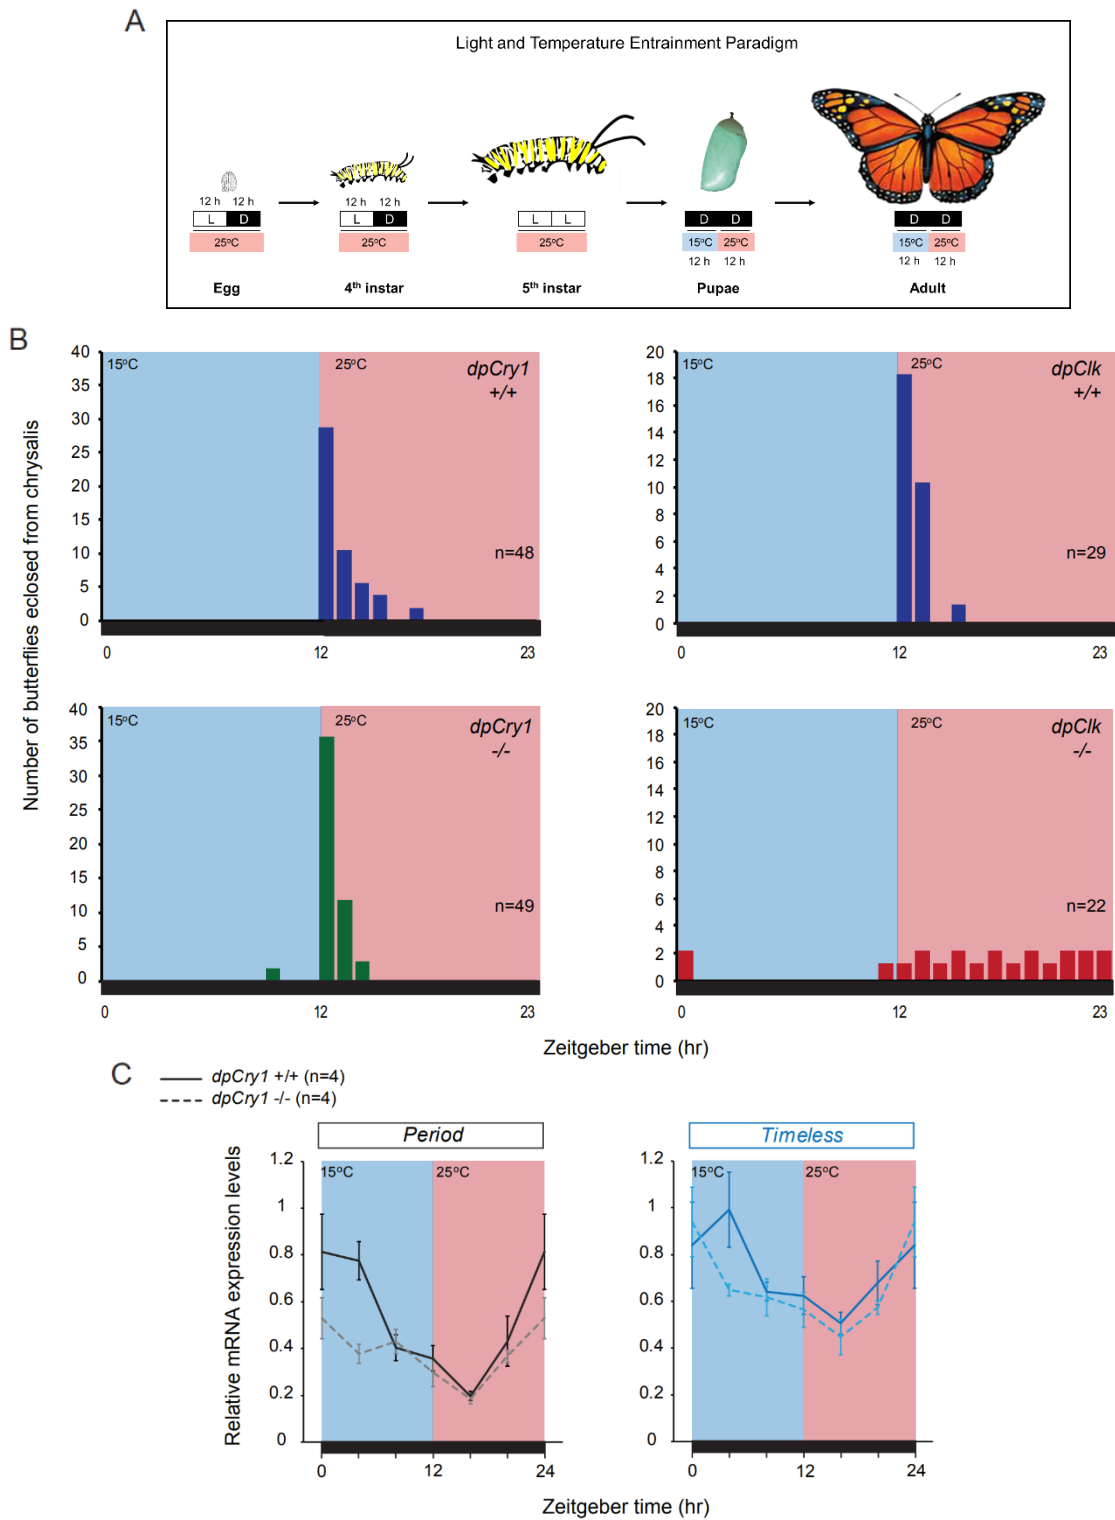 A
Light and Temperature Entrainment Paradigm
12 h 12 h
L D
25°C
Egg
12 h 12 h
L D
25°C
4th instar
L L
25°C
5th instar
D D
15°C 25°C
12 h 12 h
Pupae
D D
15°C 25°C
12 h 12 h
Adult
B
Number of butterflies eclosed from chrysalis
40
35
30
25
20
15
10
5
0
15°C
25°C
dpCry1
+/+
n=48
0 12 23
20
18
16
14
12
10
8
6
4
2
0
15°C
25°C
dpClk
+/+
n=29
0 12 23
40
35
30
25
20
15
10
5
0
15°C
25°C
dpCry1
-/-
n=49
0 12 23
20
18
16
14
12
10
8
6
4
2
0
15°C
25°C
dpClk
-/-
n=22
0 12 23
Zeitgeber time (hr)
C
dpCry1 +/+ (n=4)
dpCry1 -/- (n=4)
Relative mRNA expression levels
Period
1.2
1
0.8
0.6
0.4
0.2
0
15°C
25°C
0 12 24
Timeless
1.2
1
0.8
0.6
0.4
0.2
0
15°C
25°C
0 12 24
Zeitgeber time (hr)